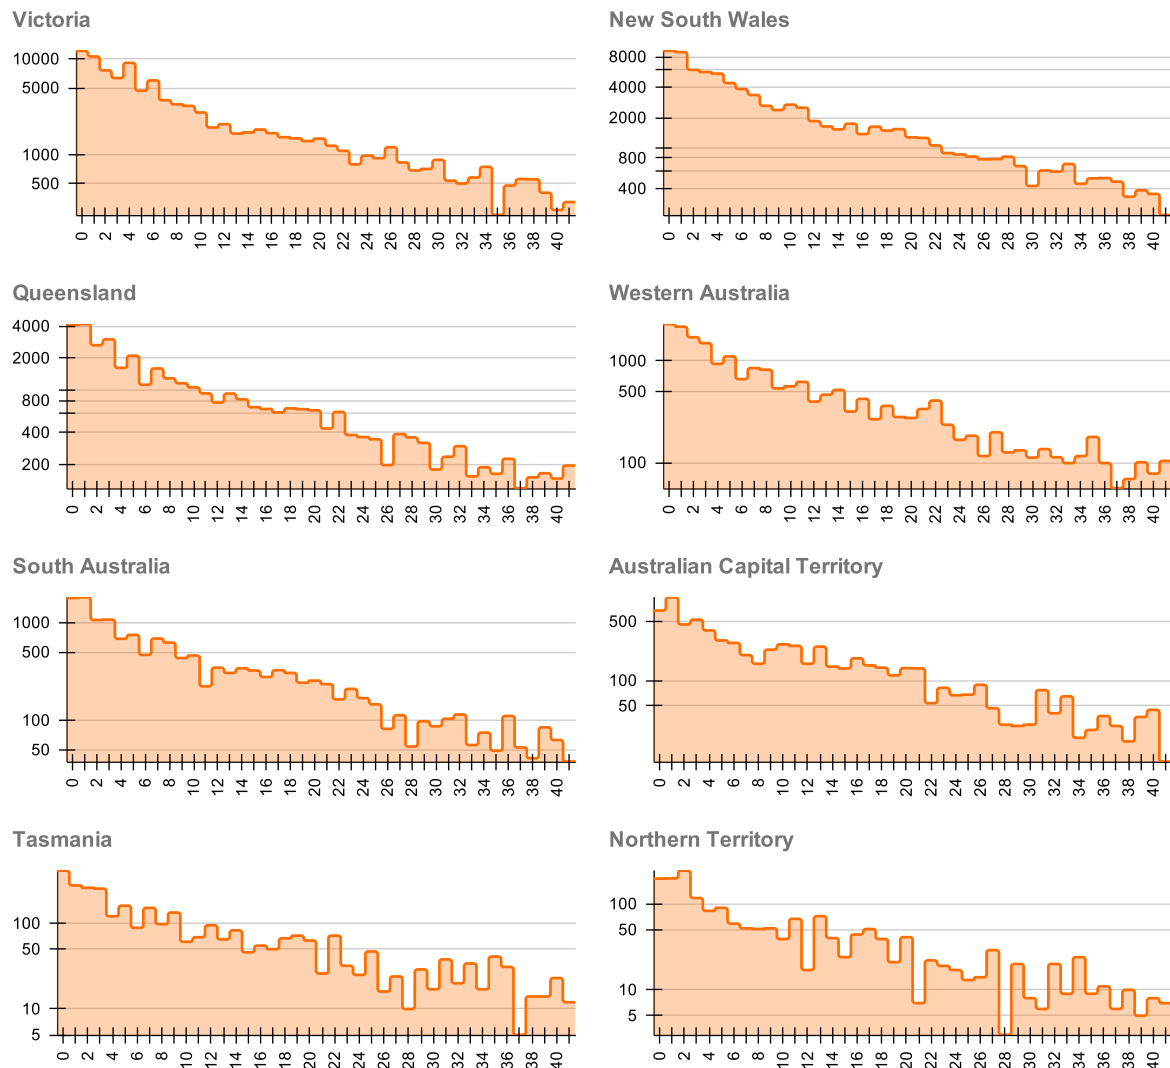 Victoria
10000
5000
1000
500
0 2 4 6 8 10 12 14 16 18 20 22 24 26 28 30 32 34 36 38 40
New South Wales
8000
4000
2000
800
400
0 2 4 6 8 10 12 14 16 18 20 22 24 26 28 30 32 34 36 38 40
Queensland
4000
2000
800
400
200
0 2 4 6 8 10 12 14 16 18 20 22 24 26 28 30 32 34 36 38 40
Western Australia
1000
500
100
0 2 4 6 8 10 12 14 16 18 20 22 24 26 28 30 32 34 36 38 40
South Australia
1000
500
100
50
0 2 4 6 8 10 12 14 16 18 20 22 24 26 28 30 32 34 36 38 40
Australian Capital Territory
500
100
50
0 2 4 6 8 10 12 14 16 18 20 22 24 26 28 30 32 34 36 38 40
Tasmania
100
50
10
5
0 2 4 6 8 10 12 14 16 18 20 22 24 26 28 30 32 34 36 38 40
Northern Territory
100
50
10
5
0 2 4 6 8 10 12 14 16 18 20 22 24 26 28 30 32 34 36 38 40